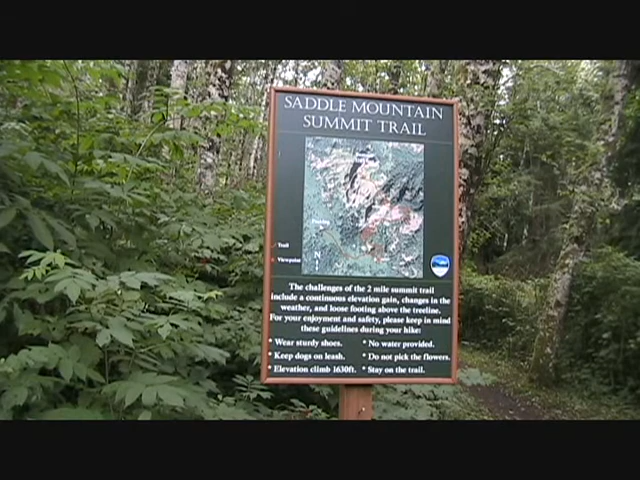 SADDLE MOUNTAIN
SUMMIT TRAIL
Parking
Trail
Viewpoint
N
The challenges of the 2 mile summit trail
include a continuous elevation gain, changes in the
weather, and loose footing above the treeline.
For your enjoyment and safety, please keep in mind
these guidelines during your hike:
* Wear sturdy shoes. * No water provided.
* Keep dogs on leash. * Do not pick the flowers.
* Elevation climb 1630ft. * Stay on the trail.